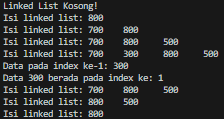 Linked List Kosong!
Isi linked list: 800
Isi linked list: 700 800
Isi linked list: 700 800 500
Isi linked list: 700 300 800 500
Data pada index ke-1: 300
Data 300 berada pada index ke: 1
Isi linked list: 700 800 500
Isi linked list: 800 500
Isi linked list: 800